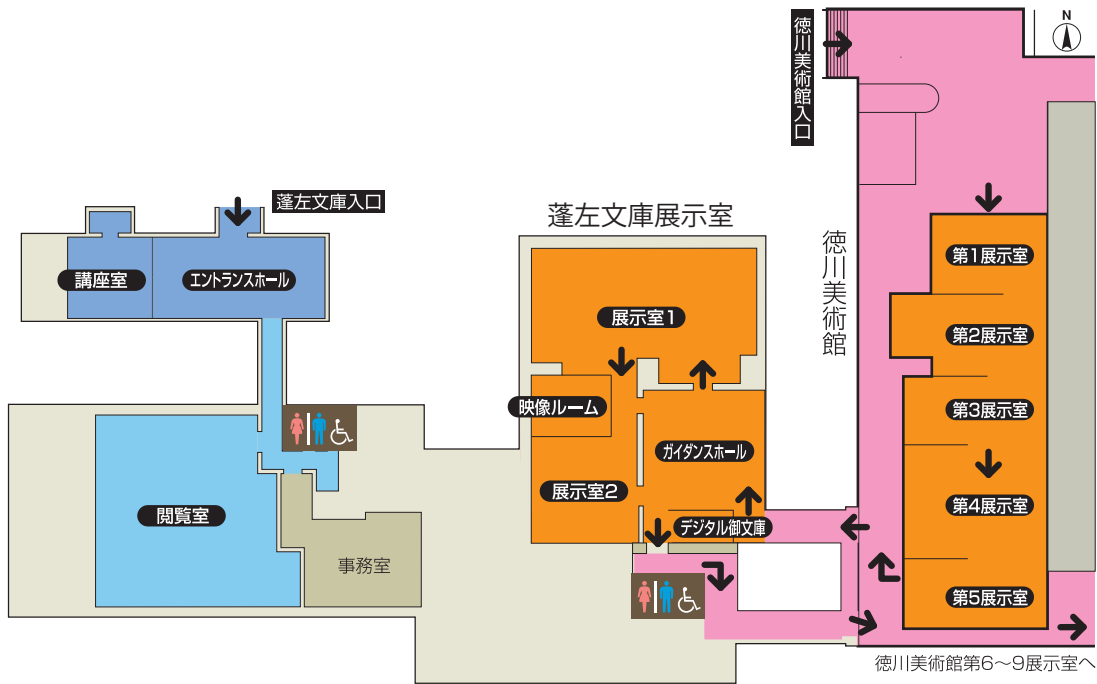 徳川美術館入口
N
蓬左文庫入口
蓬左文庫展示室
徳川美術館
講座室
エントランスホール
展示室1
映像ルーム
ガイダンスホール
展示室2
デジタル御文庫
閲覧室
事務室
第1展示室
第2展示室
第3展示室
第4展示室
第5展示室
徳川美術館第6〜9展示室へ